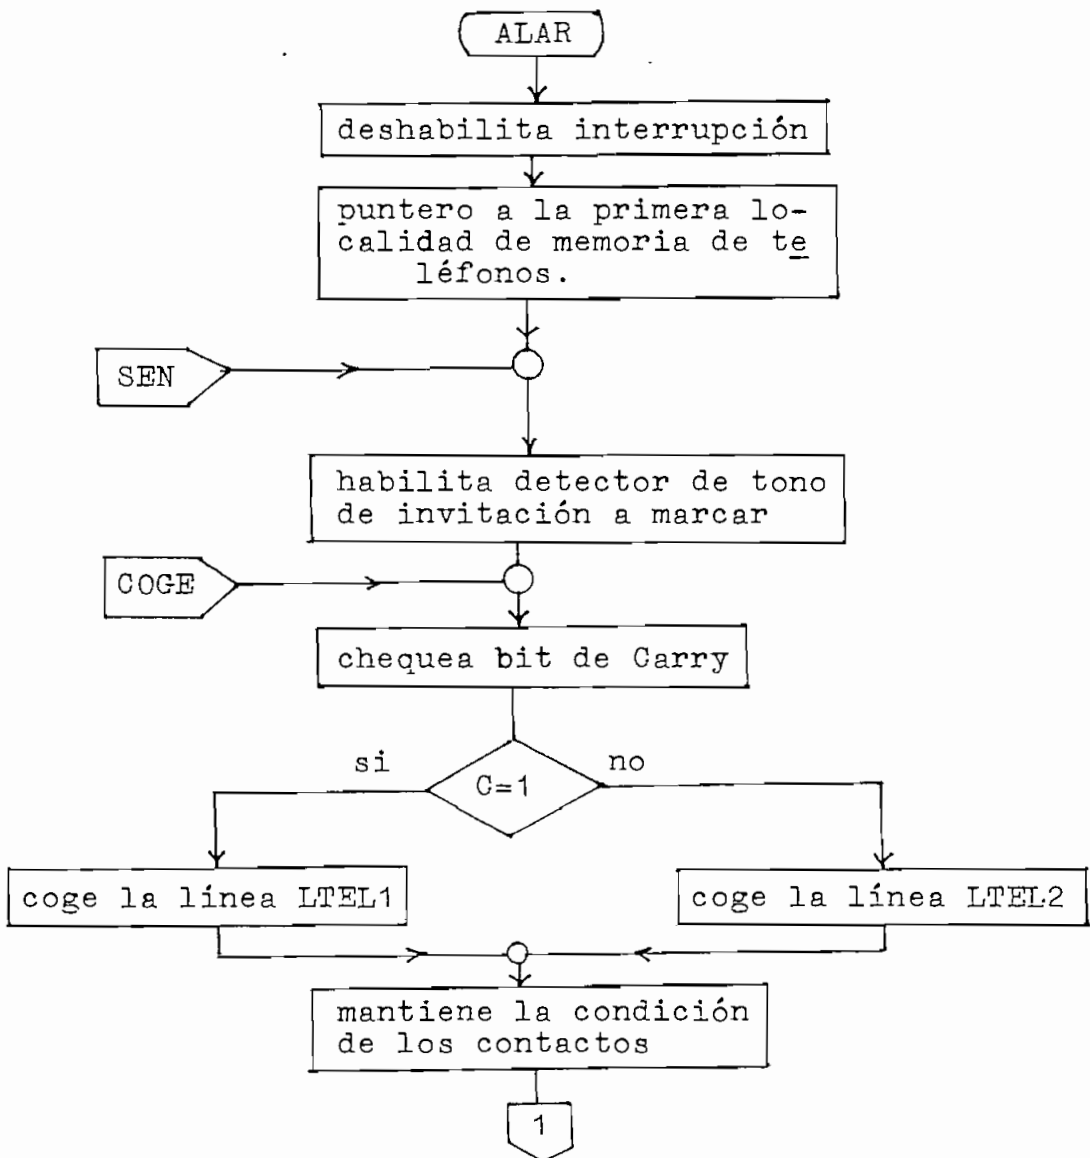 ALAR
deshabilita interrupción
puntero a la primera lo-
calidad de memoria de te
léfonos.
SEN
habilita detector de tono
de invitación a marcar
COGE
chequea bit de Carry
si
C=1
no
coge la línea LTEL1
coge la línea LTEL2
mantiene la condición
de los contactos
1